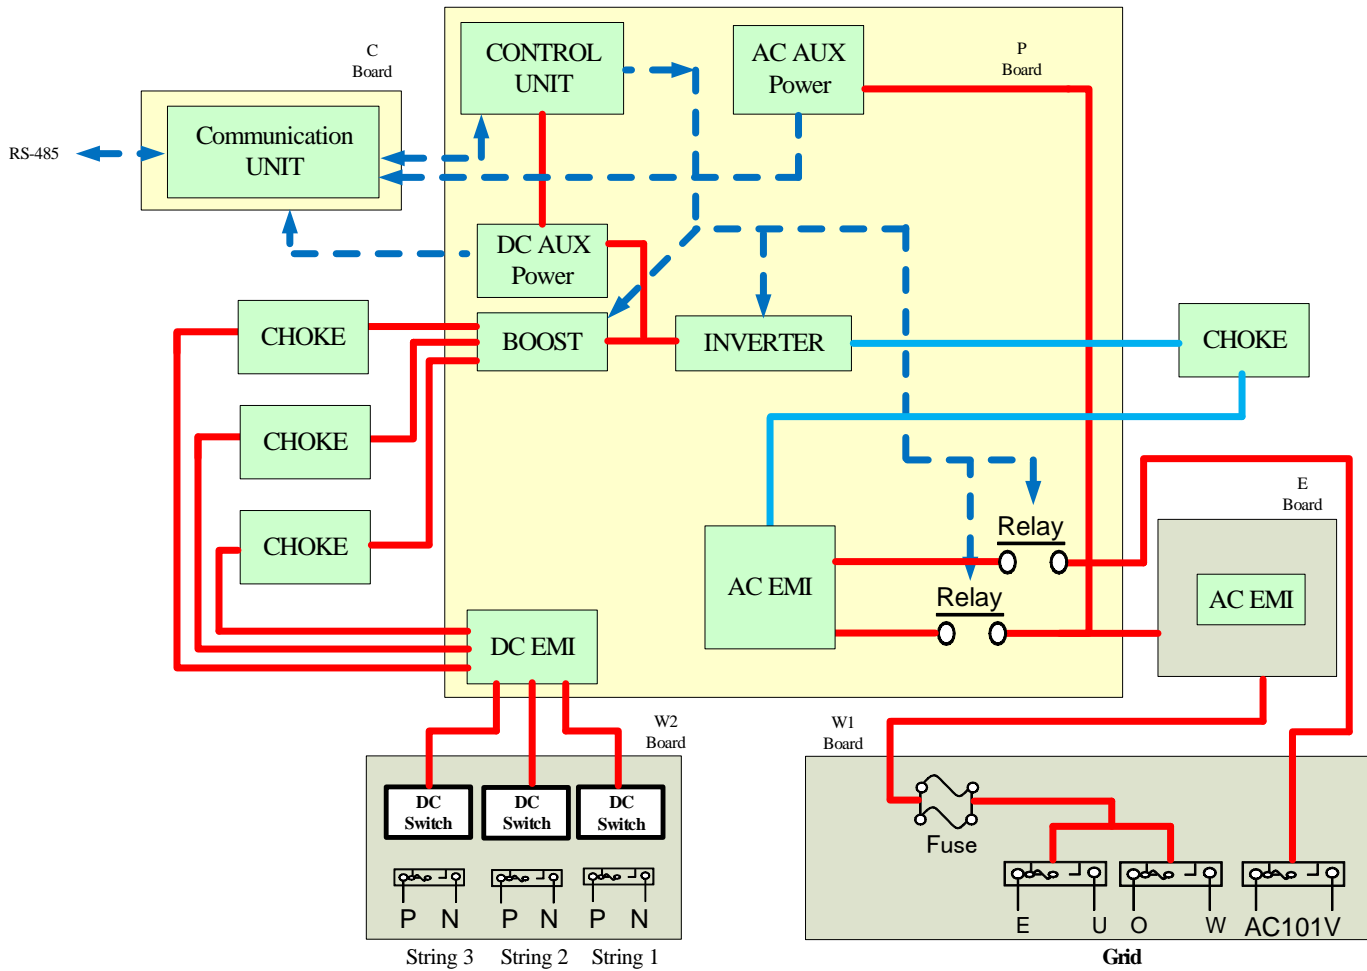 C
Board
CONTROL
UNIT
AC AUX
Power
P
Board
RS-485
Communication
UNIT
DC AUX
Power
CHOKE
BOOST
INVERTER
CHOKE
CHOKE
CHOKE
E
Board
Relay
AC EMI
Relay
AC EMI
DC EMI
W2
Board
W1
Board
DC
Switch
DC
Switch
DC
Switch
Fuse
P N P N P N
E U O W AC101V
String 3 String 2 String 1
Grid